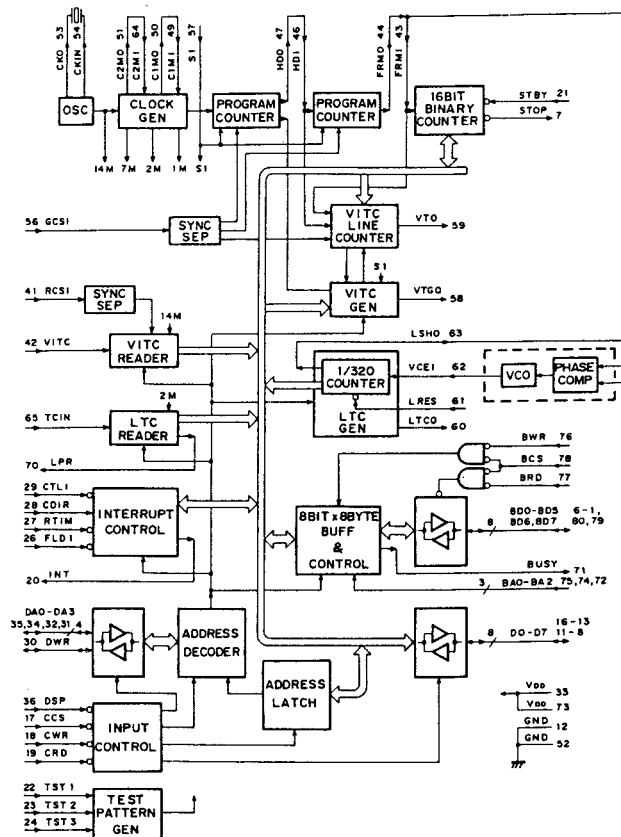 53 54 51 64 50 49 57 47 46 44 43
CKO CKIN C2MO C2MI C1MO C1MI S1 HDO HDI FRMO FRMI
OSC
CLOCK GEN
PROGRAM COUNTER
PROGRAM COUNTER
16BIT BINARY COUNTER
STBY 21
STOP 7
14M 7M 2M 1M S1
56 GCSI
SYNC SEP
VITC LINE COUNTER
VTO 59
S1
41 RCSI
SYNC SEP
VITC GEN
VTGO 58
14M
42 VITC
VITC READER
LSHO 63
1/320 COUNTER
VCEI 62
VCO
PHASE COMP
2M
LTC GEN
LRES 61
65 TCIN
LTC READER
LTCO 60
70 LPR
BWR 76
BCS 78
BRD 77
29 CTLI
28 CDIR
27 RTIM
26 FLDI
INTERRUPT CONTROL
8BIT x 8BYTE BUFF & CONTROL
8
BD0-BD5 6-1,
BD6, BD7 80, 79
BUSY 71
20 INT
3 BA0-BA2 75, 74, 72
DA0-DA3
35, 34, 32, 31 4
30 DWR
ADDRESS DECODER
8 D0-D7 16-13
11-8
ADDRESS LATCH
36 DSP
17 CCS
18 CWR
19 CRD
INPUT CONTROL
VDD 33
VDD 73
GND 12
GND 52
22 TST1
23 TST2
24 TST3
TEST PATTERN GEN